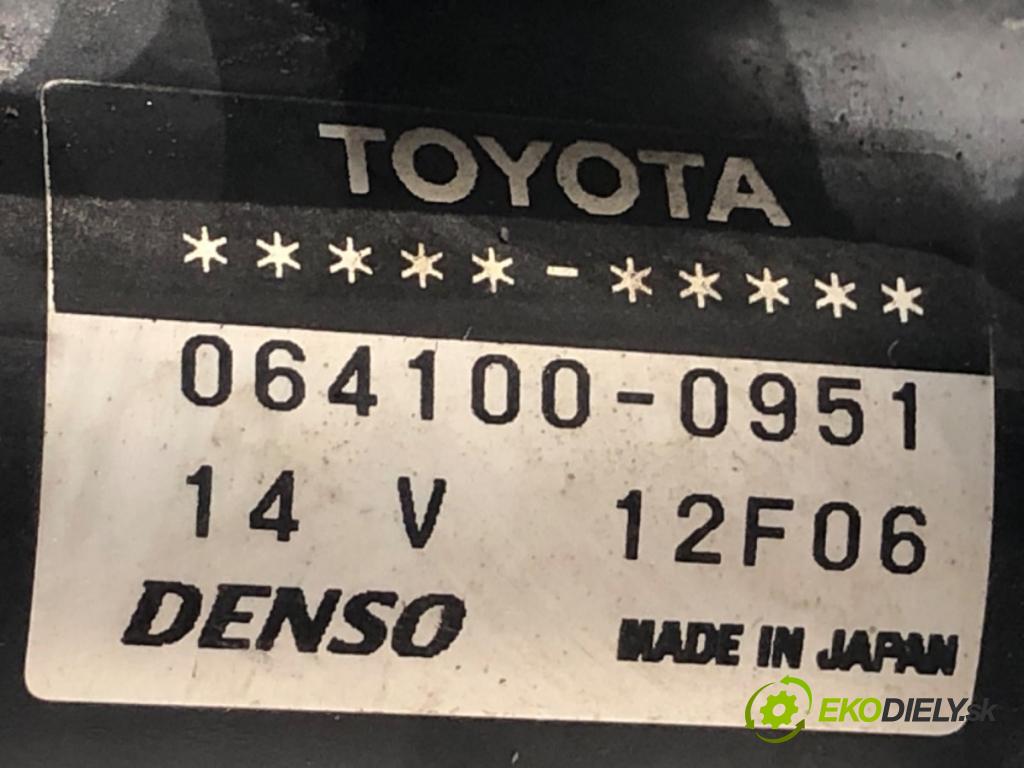 TOYOTA
*****-*****
064100-0951
14 V 12F06
DENSO MADE IN JAPAN
EKODIELY.sk